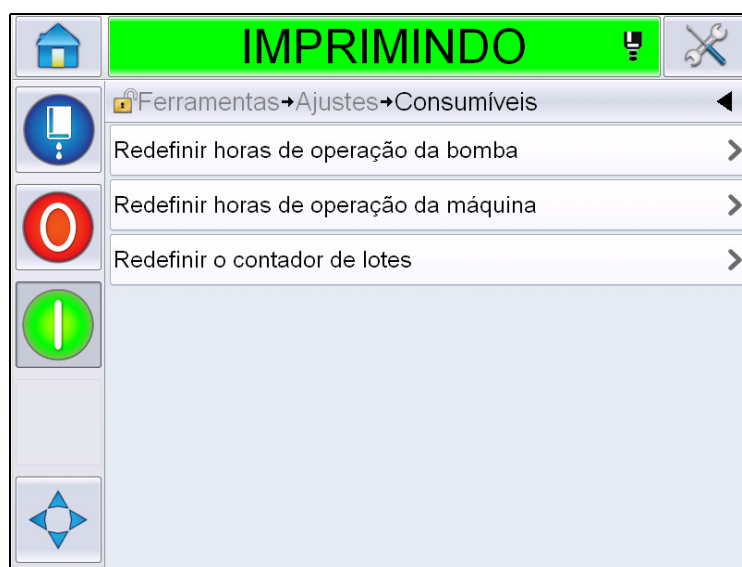 IMPRIMINDO
Ferramentas→Ajustes→Consumíveis
Redefinir horas de operação da bomba
Redefinir horas de operação da máquina
Redefinir o contador de lotes